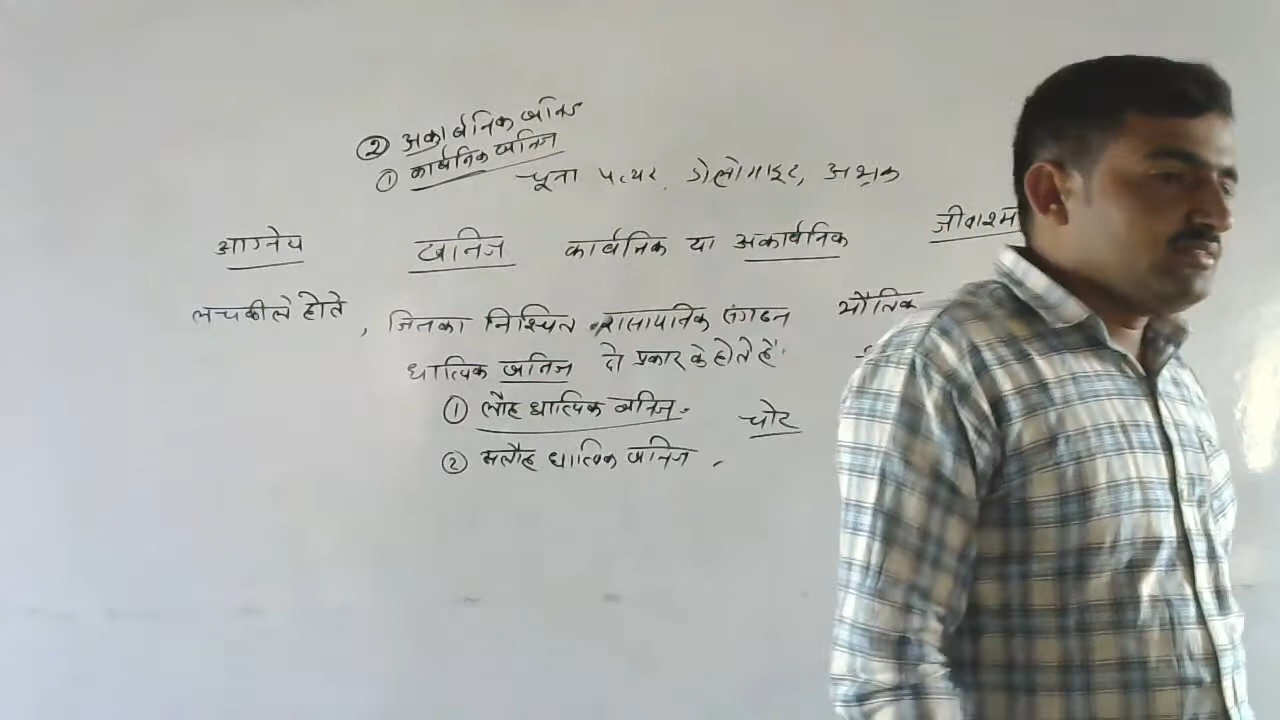 ② अकार्बनिक खनिज
① कार्बनिक खनिज
चूना पत्थर, डोलोमाइट, अभ्रक
आग्नेय खनिज कार्बनिक या अकार्बनिक जीवाश्म
लचकीले होते, जिनका निश्चित रासायनिक संगठन भौतिक
धात्विक खनिज दो प्रकार के होते हैं
① लौह धात्विक खनिज
② अलौह धात्विक खनिज